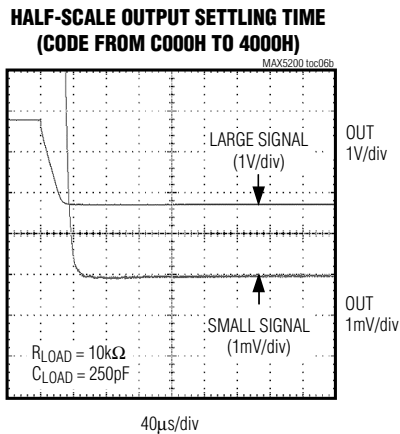 HALF-SCALE OUTPUT SETTLING TIME
(CODE FROM C000H TO 4000H)
MAX5200 toc06b
LARGE SIGNAL
(1V/div)
OUT
1V/div
SMALL SIGNAL
(1mV/div)
OUT
1mV/div
RLOAD = 10kΩ
CLOAD = 250pF
40μs/div